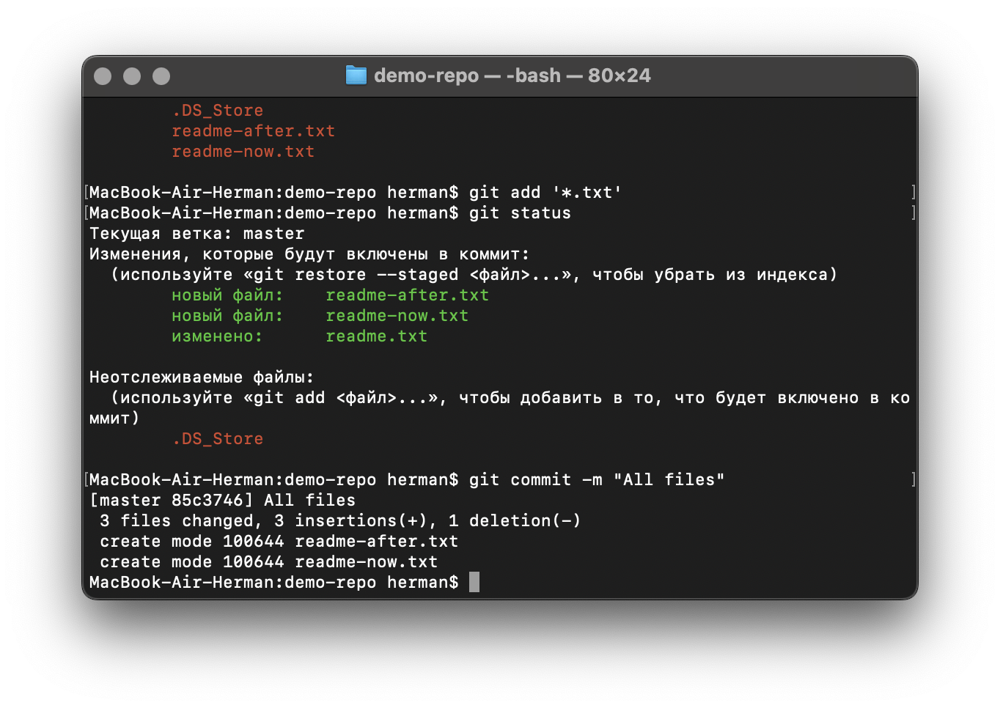 demo-repo — -bash — 80×24
.DS_Store
readme-after.txt
readme-now.txt
[MacBook-Air-Herman:demo-repo herman$ git add '*.txt' ]
[MacBook-Air-Herman:demo-repo herman$ git status ]
Текущая ветка: master
Изменения, которые будут включены в коммит:
(используйте «git restore --staged <файл>...», чтобы убрать из индекса)
новый файл: readme-after.txt
новый файл: readme-now.txt
изменено: readme.txt
Неотслеживаемые файлы:
(используйте «git add <файл>...», чтобы добавить в то, что будет включено в ко
ммит)
.DS_Store
[MacBook-Air-Herman:demo-repo herman$ git commit -m "All files" ]
[master 85c3746] All files
3 files changed, 3 insertions(+), 1 deletion(-)
create mode 100644 readme-after.txt
create mode 100644 readme-now.txt
MacBook-Air-Herman:demo-repo herman$